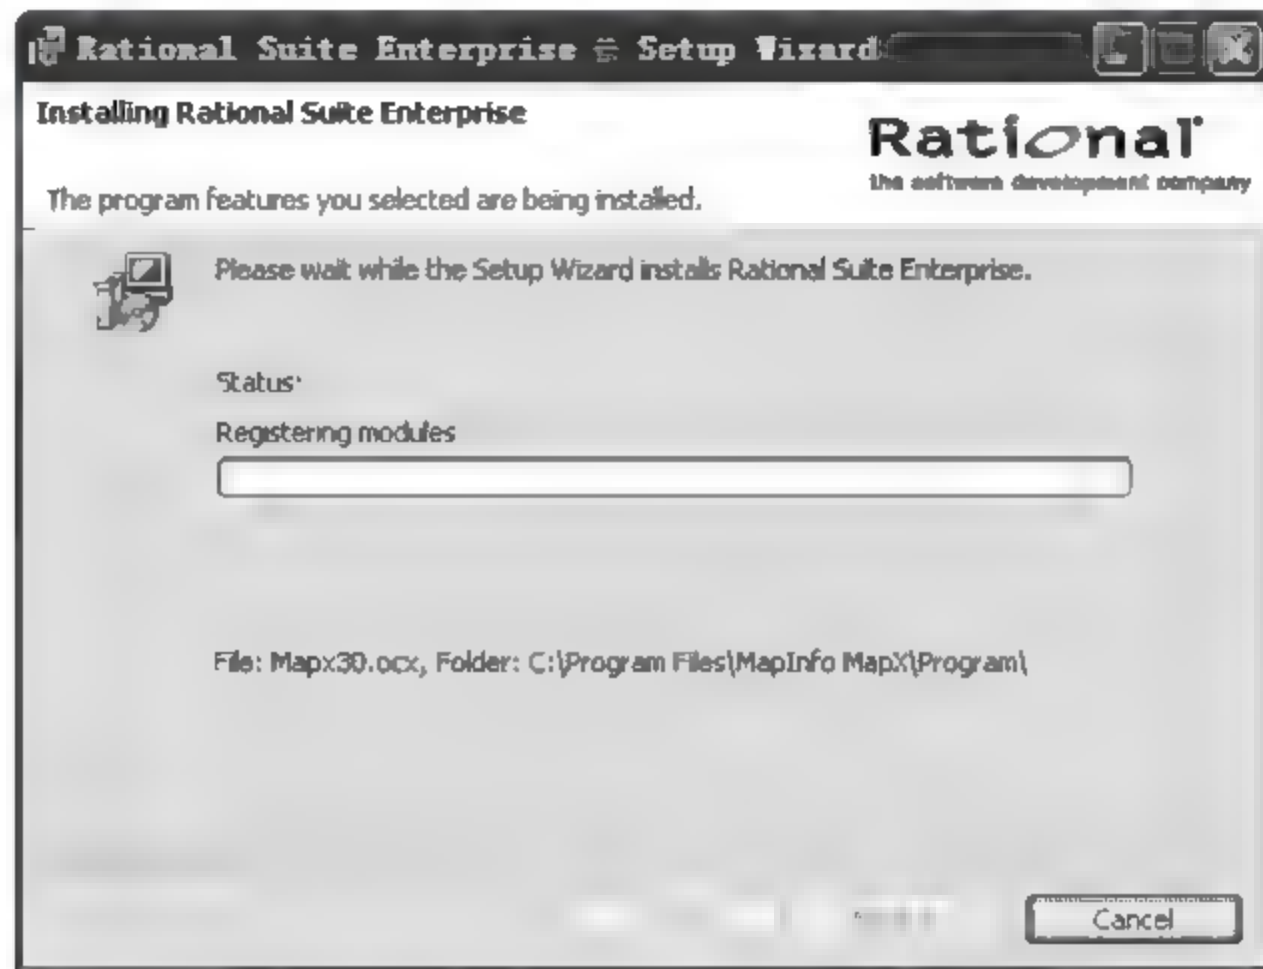 Rational Suite Enterprise - Setup Wizard
Installing Rational Suite Enterprise
Rational
the software development company
The program features you selected are being installed.
Please wait while the Setup Wizard installs Rational Suite Enterprise.
Status:
Registering modules
File: Mapx30.ocx, Folder: C:\Program Files\MapInfo MapX\Program\
Cancel